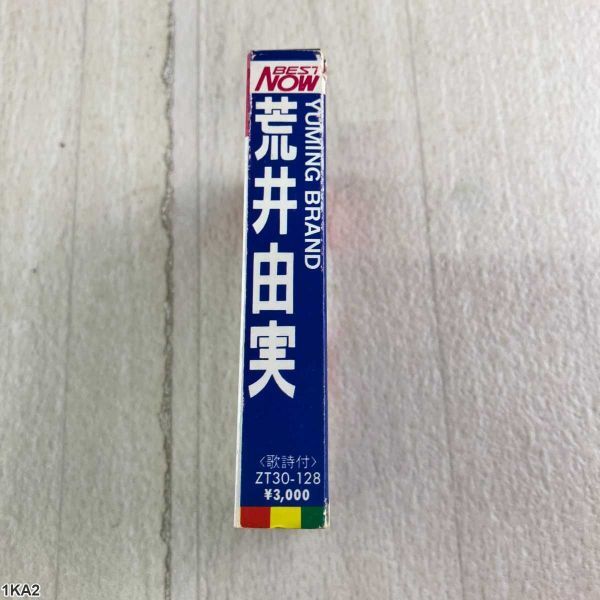 BEST
NOW
荒井由実
YUMING BRAND
〈歌詩付〉
ZT30-128
¥3,000
1KA2